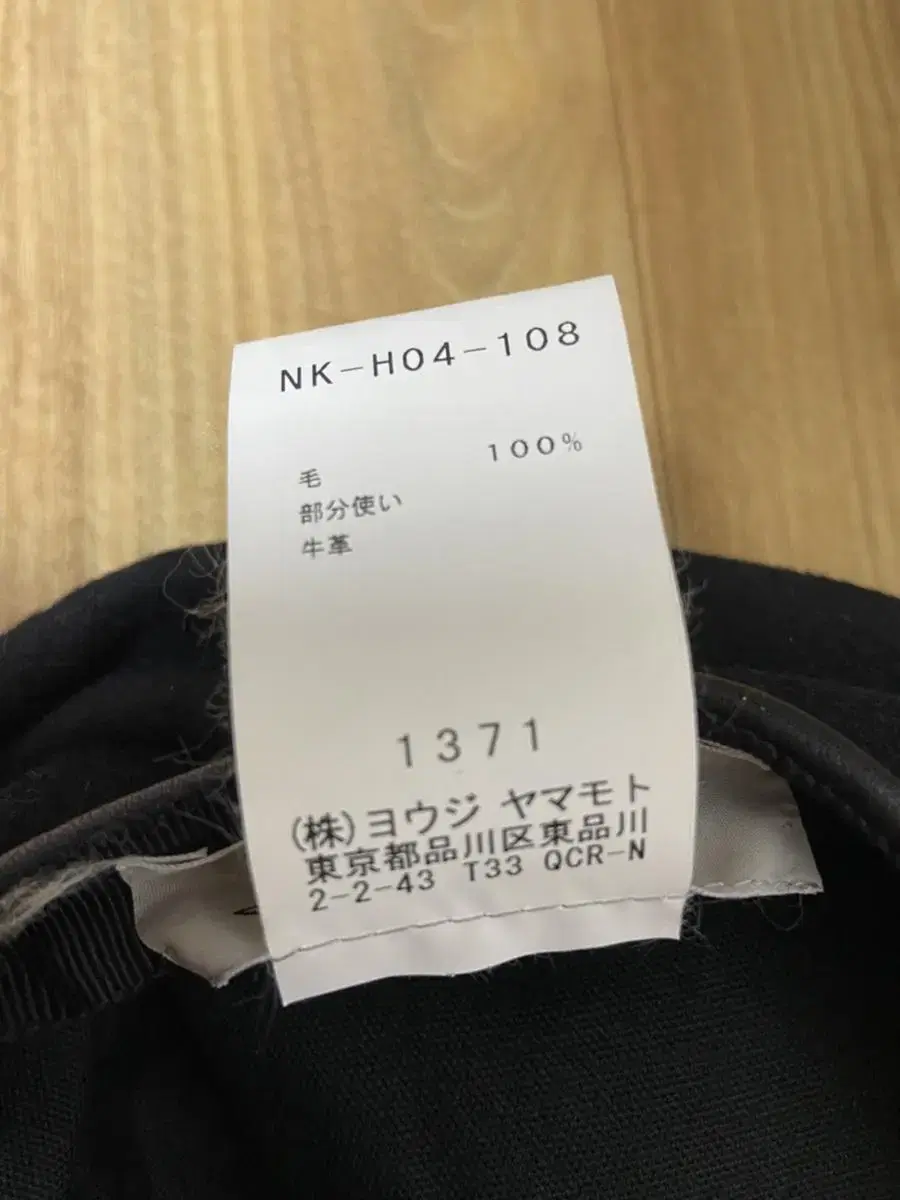 NK-H04-108
毛 100%
部分使い
牛革
1371
(株)ヨウジ ヤマモト
東京都品川区東品川
2-2-43 T33 QCR-N